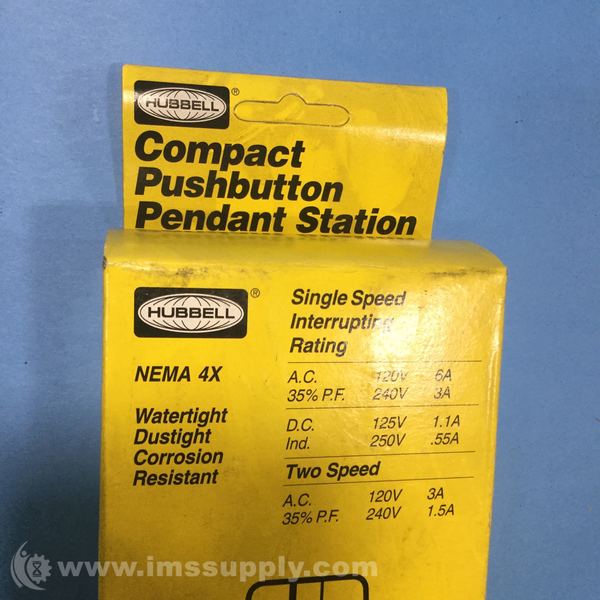 HUBBELL®
Compact
Pushbutton
Pendant Station
HUBBELL®
NEMA 4X
Watertight
Dustight
Corrosion
Resistant
Single Speed
Interrupting
Rating
A.C. 120V 6A
35% P.F. 240V 3A
D.C. 125V 1.1A
Ind. 250V .55A
Two Speed
A.C. 120V 3A
35% P.F. 240V 1.5A
www.imssupply.com